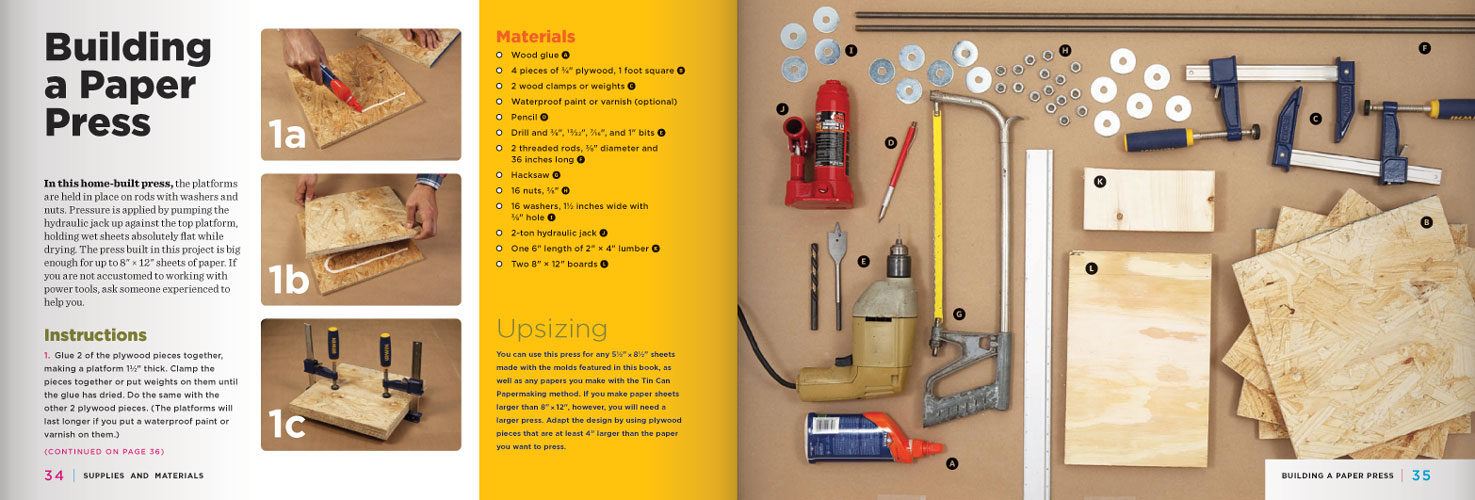 Building
a Paper
Press
In this home-built press, the platforms
are held in place on rods with washers and
nuts. Pressure is applied by pumping the
hydraulic jack up against the top platform,
holding wet sheets absolutely flat while
drying. The press built in this project is big
enough for up to 8" × 12" sheets of paper. If
you are not accustomed to working with
power tools, ask someone experienced to
help you.
Instructions
1. Glue 2 of the plywood pieces together,
making a platform 1½" thick. Clamp the
pieces together or put weights on them until
the glue has dried. Do the same with the
other 2 plywood pieces. (The platforms will
last longer if you put a waterproof paint or
varnish on them.)
(CONTINUED ON PAGE 36)
34 | SUPPLIES AND MATERIALS
1a
1b
1c
Materials
Wood glue A
4 pieces of ¾" plywood, 1 foot square B
2 wood clamps or weights C
Waterproof paint or varnish (optional)
Pencil D
Drill and ⅜", 13⁄32", 7⁄16", and 1" bits E
2 threaded rods, ⅜" diameter and
36 inches long F
Hacksaw G
16 nuts, ⅜" H
16 washers, 1½ inches wide with
⅜" hole I
2-ton hydraulic jack J
One 6" length of 2" × 4" lumber K
Two 8" × 12" boards L
Upsizing
You can use this press for any 5½" x 8½" sheets
made with the molds featured in this book, as
well as any papers you make with the Tin Can
Papermaking method. If you make paper sheets
larger than 8" × 12", however, you will need a
larger press. Adapt the design by using plywood
pieces that are at least 4" larger than the paper
you want to press.
I
H
F
J
D
C
K
B
E
L
G
A
BUILDING A PAPER PRESS | 35